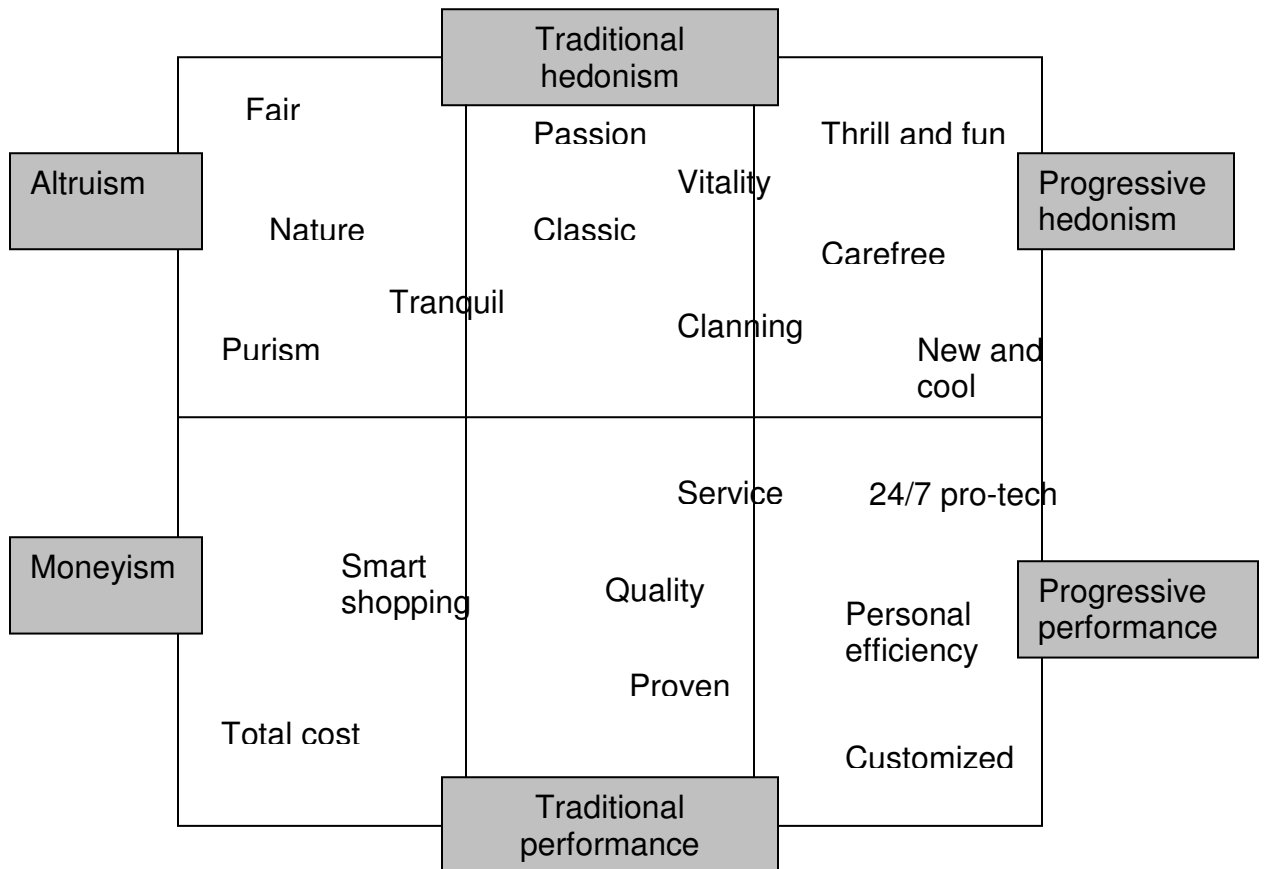 Traditional
hedonism
Fair
Passion
Thrill and fun
Altruism
Vitality
Progressive
hedonism
Nature
Classic
Carefree
Tranquil
Clanning
Purism
New and
cool
Service
24/7 pro-tech
Moneyism
Smart
shopping
Quality
Progressive
performance
Personal
efficiency
Proven
Total cost
Customized
Traditional
performance